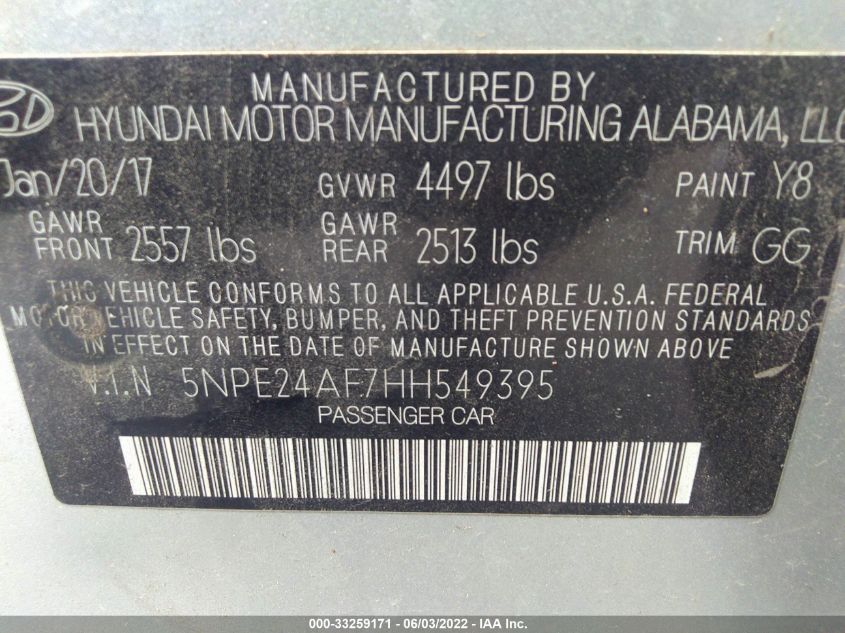 MANUFACTURED BY
HYUNDAI MOTOR MANUFACTURING ALABAMA, LLC
Jan/20/17 GVWR 4497 lbs PAINT Y8
GAWR FRONT 2557 lbs GAWR REAR 2513 lbs TRIM GG
THIS VEHICLE CONFORMS TO ALL APPLICABLE U.S.A. FEDERAL
MOTOR VEHICLE SAFETY, BUMPER, AND THEFT PREVENTION STANDARDS
IN EFFECT ON THE DATE OF MANUFACTURE SHOWN ABOVE.
V.I.N 5NPE24AF7HH549395
PASSENGER CAR
000-33259171 - 06/03/2022 - IAA Inc.